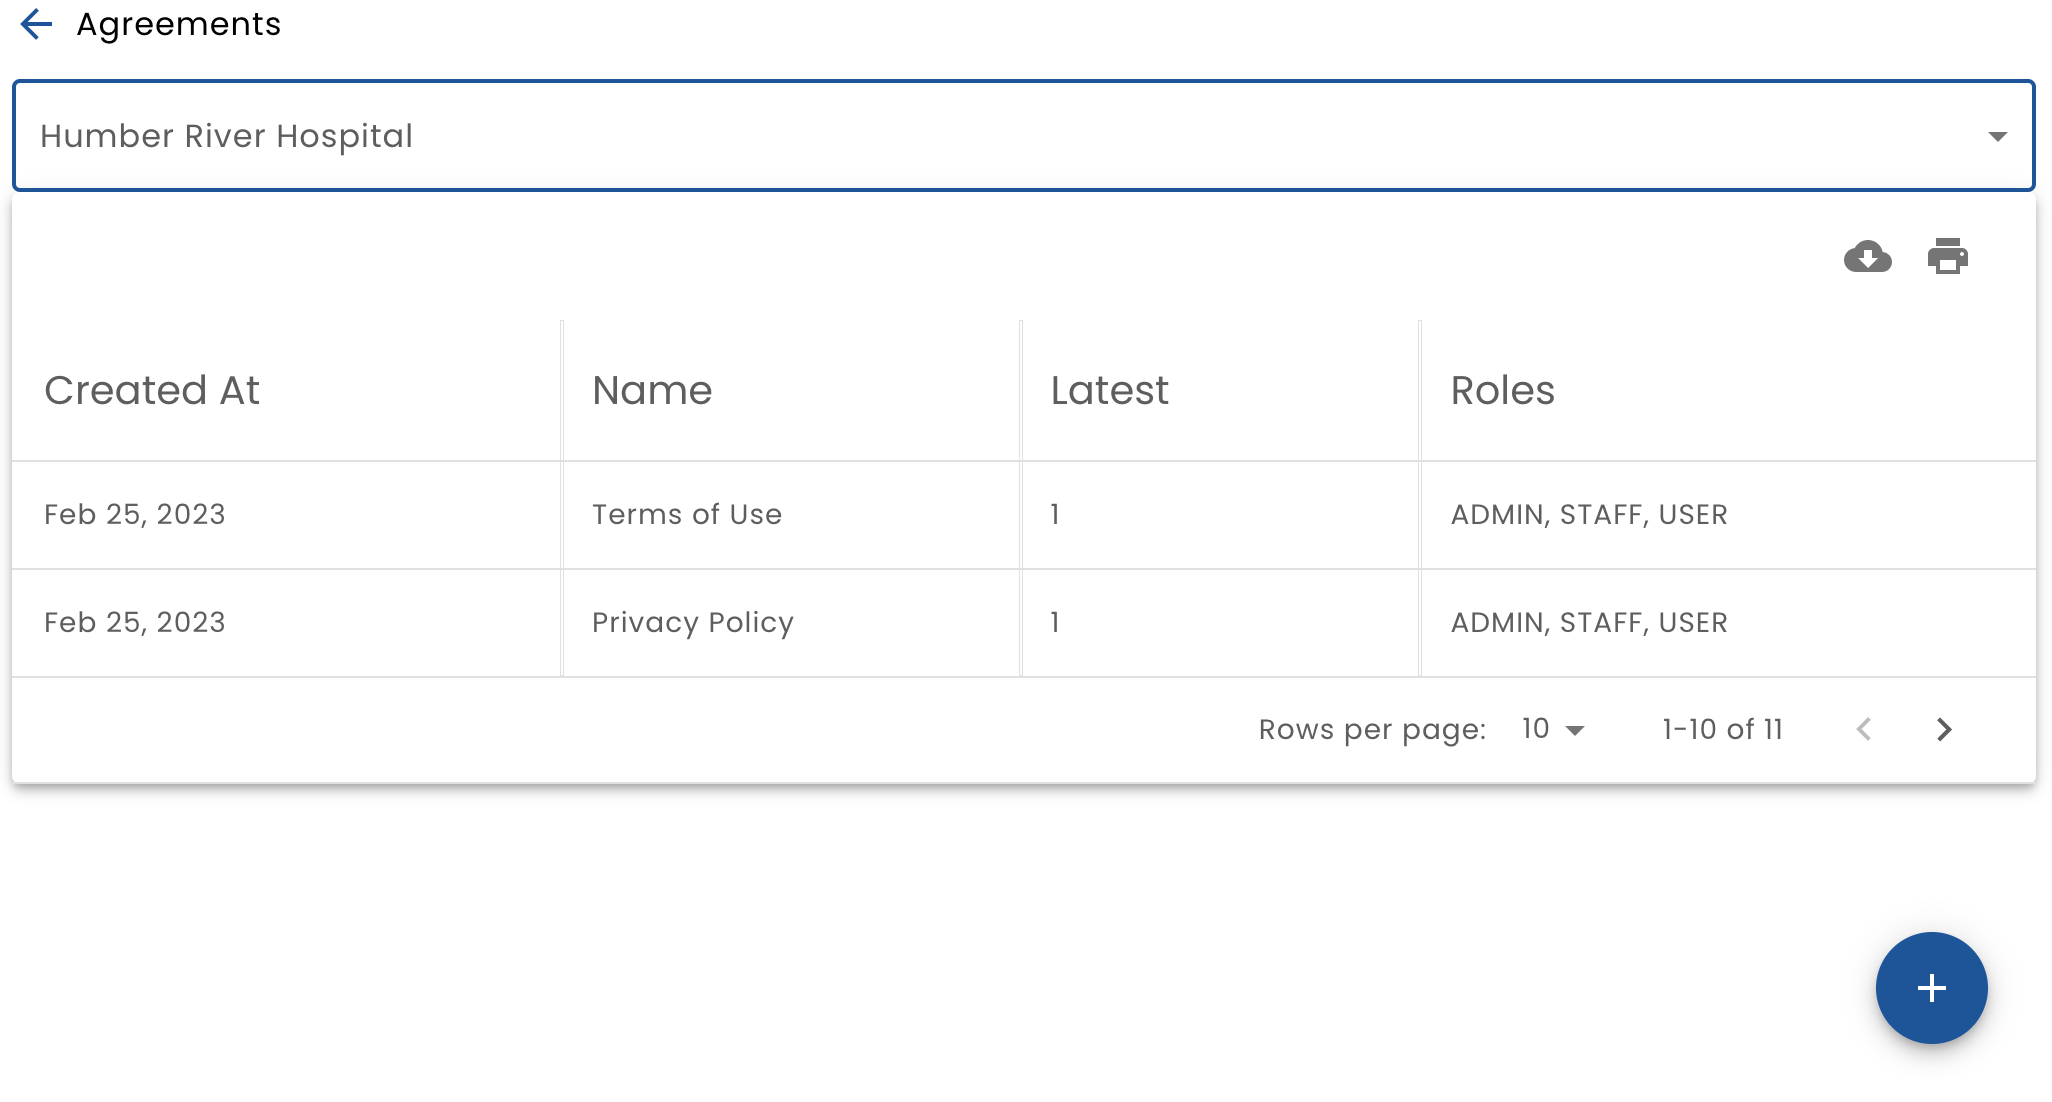 Agreements
Humber River Hospital
Created At Name Latest Roles
Feb 25, 2023 Terms of Use 1 ADMIN, STAFF, USER
Feb 25, 2023 Privacy Policy 1 ADMIN, STAFF, USER
Rows per page: 10 1-10 of 11